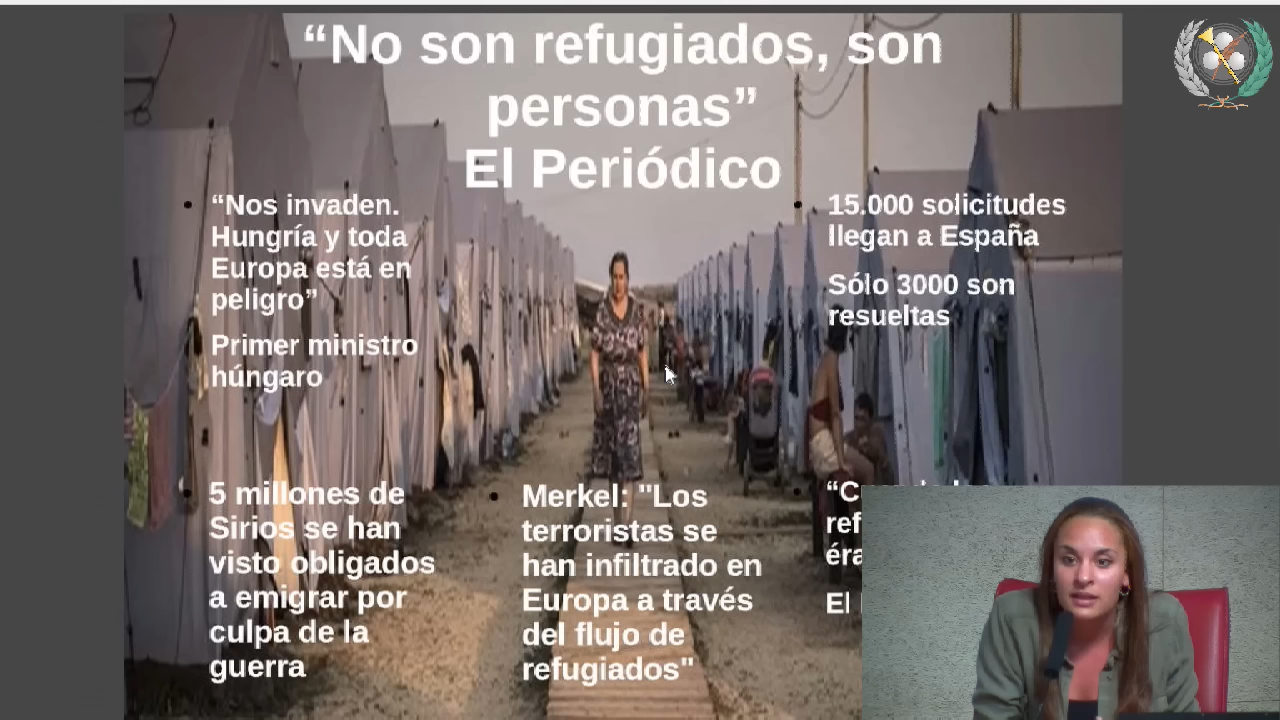 “No son refugiados, son
personas”
El Periódico
“Nos invaden.
Hungría y toda
Europa está en
peligro”
Primer ministro
húngaro
15.000 solicitudes
llegan a España
Sólo 3000 son
resueltas
5 millones de
Sirios se han
visto obligados
a emigrar por
culpa de la
guerra
Merkel: "Los
terroristas se
han infiltrado en
Europa a través
del flujo de
refugiados"
El